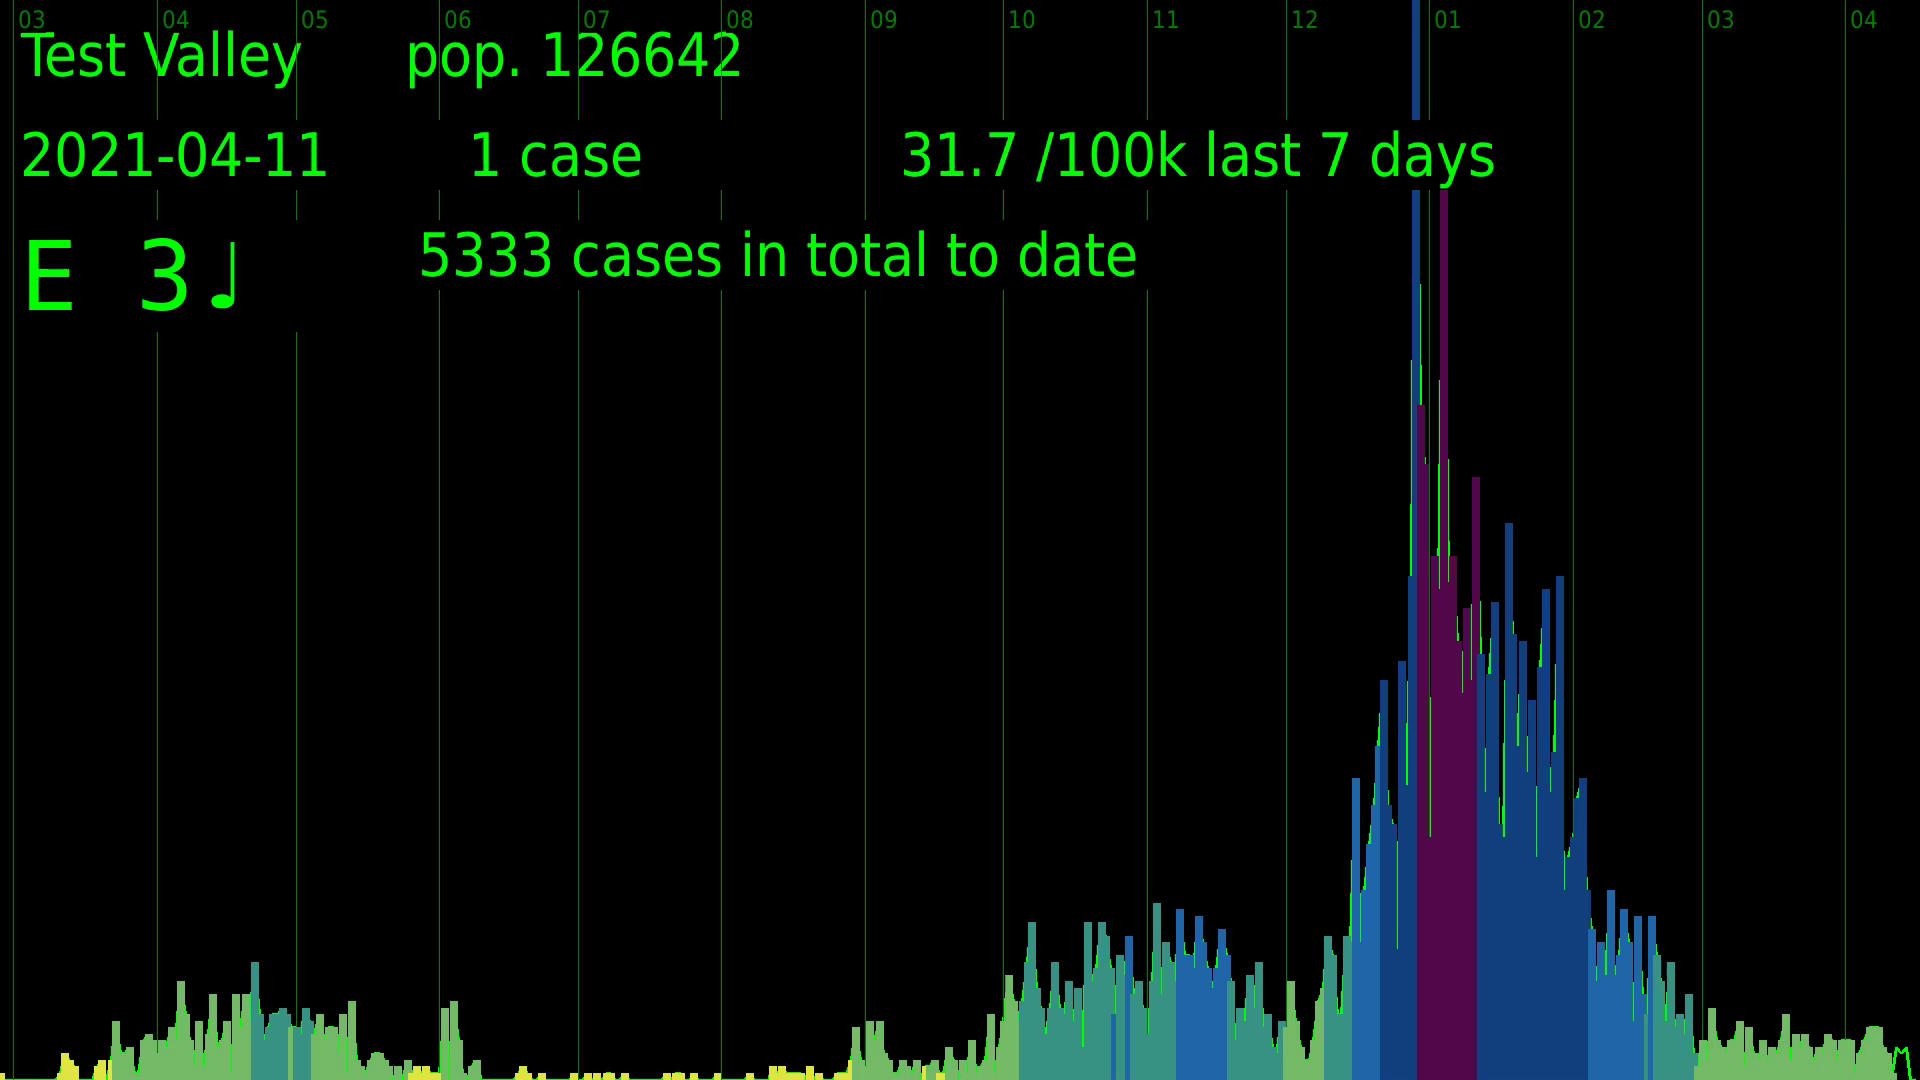 03 04 05 06 07 08 09 10 11 12 01 02 03 04
Test Valley pop. 126642
2021-04-11 1 case 31.7 /100k last 7 days
E 3♩ 5333 cases in total to date